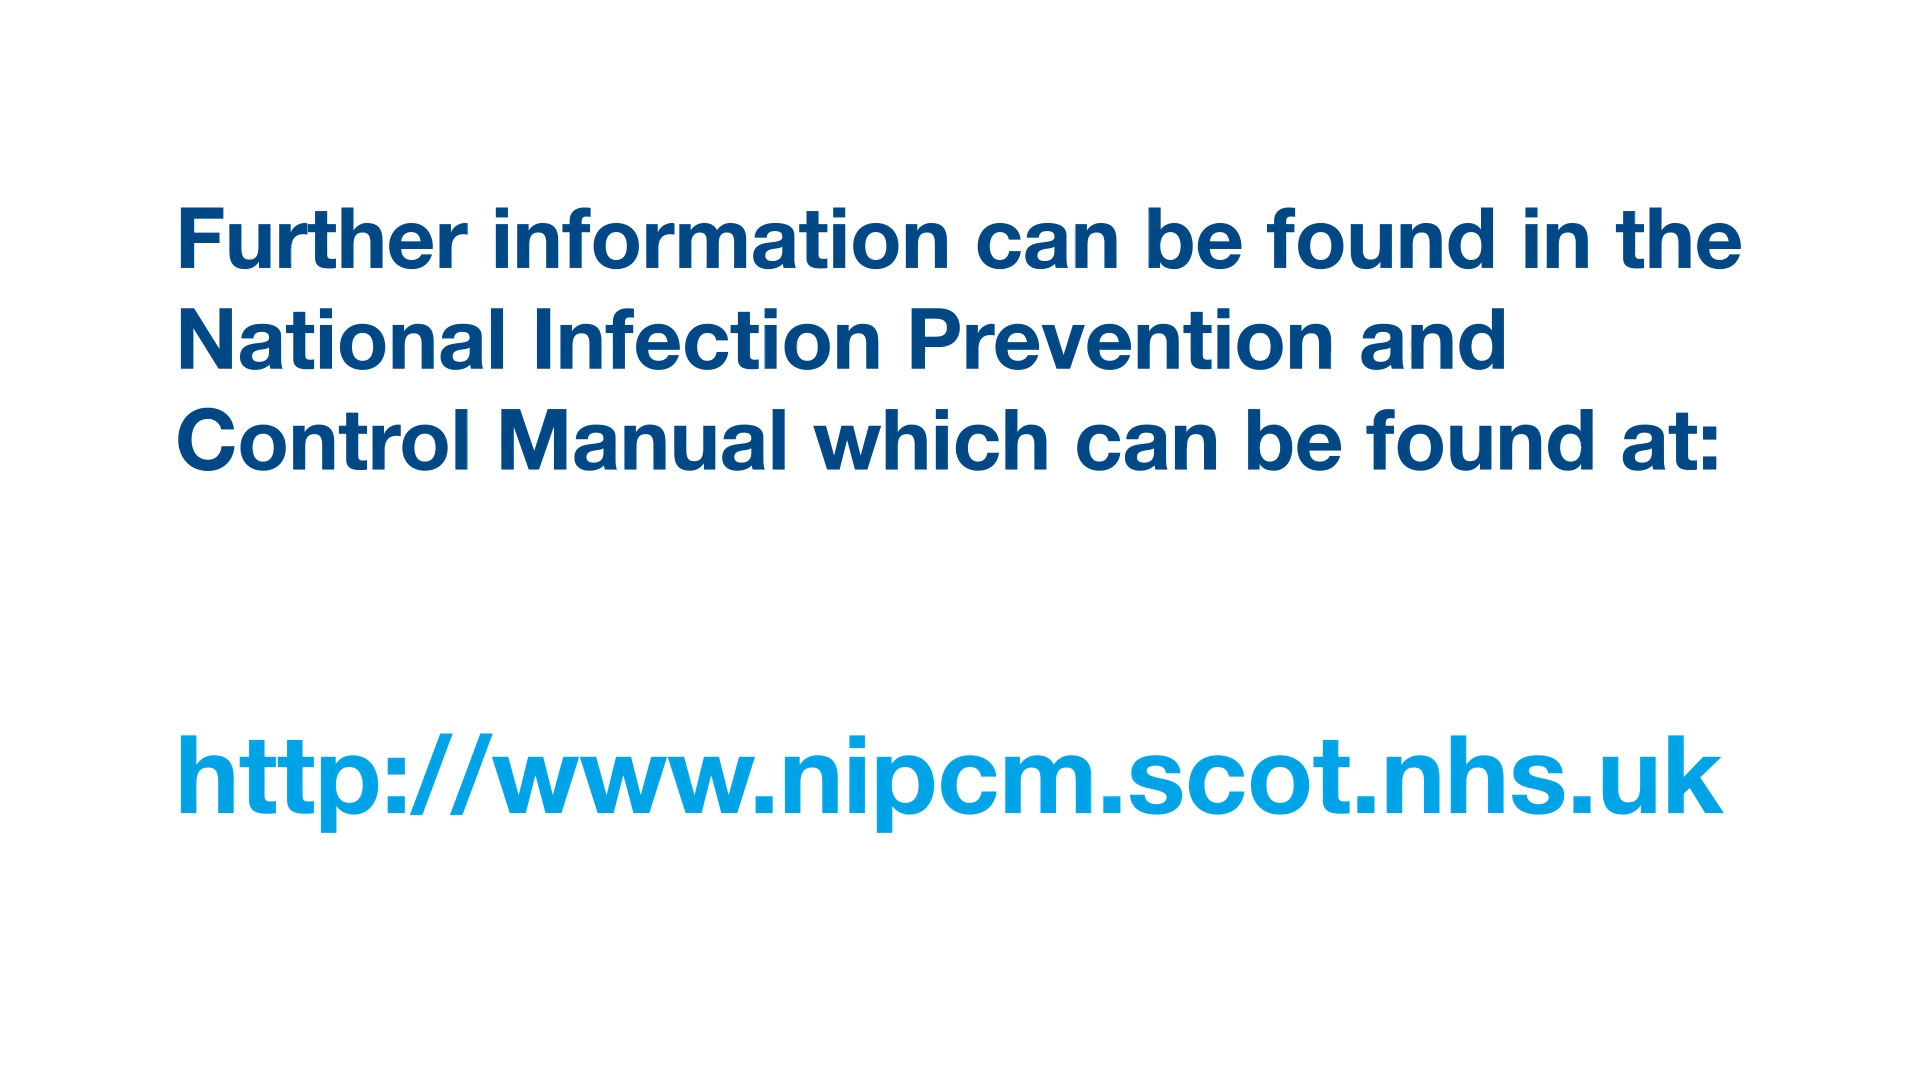 Further information can be found in the
National Infection Prevention and
Control Manual which can be found at:
http://www.nipcm.scot.nhs.uk